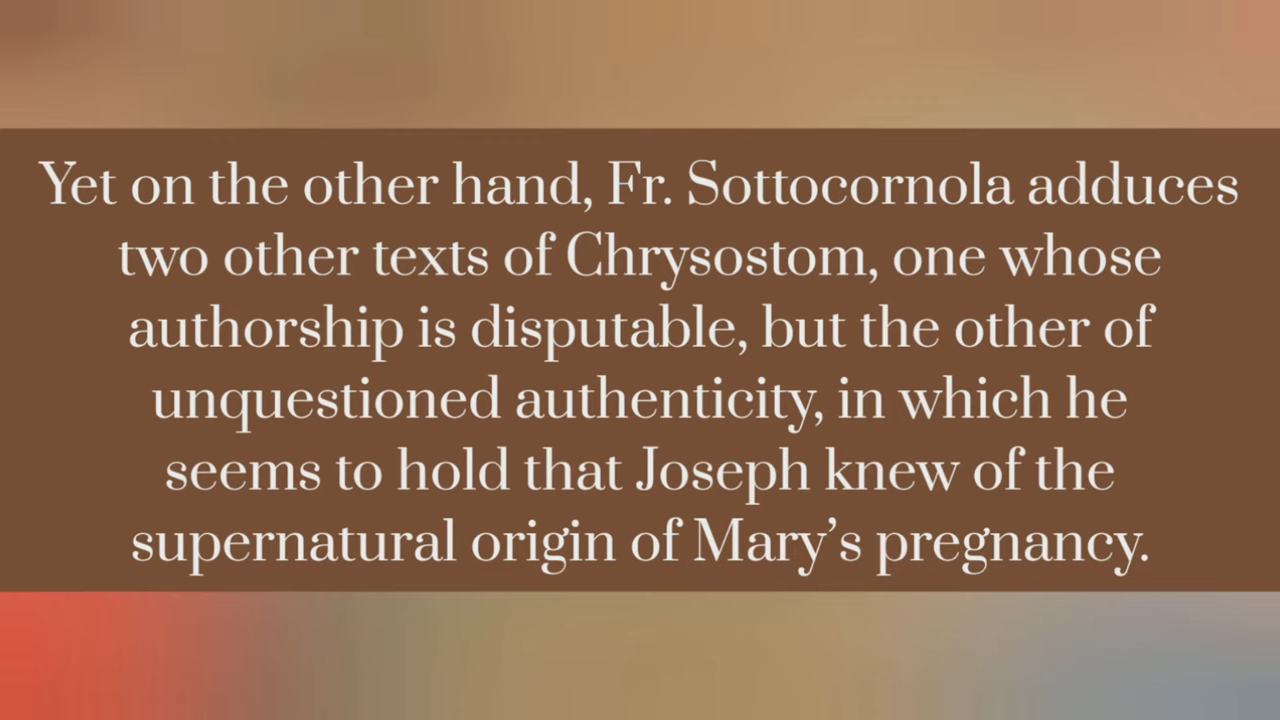 Yet on the other hand, Fr. Sottocornola adduces
two other texts of Chrysostom, one whose
authorship is disputable, but the other of
unquestioned authenticity, in which he
seems to hold that Joseph knew of the
supernatural origin of Mary’s pregnancy.